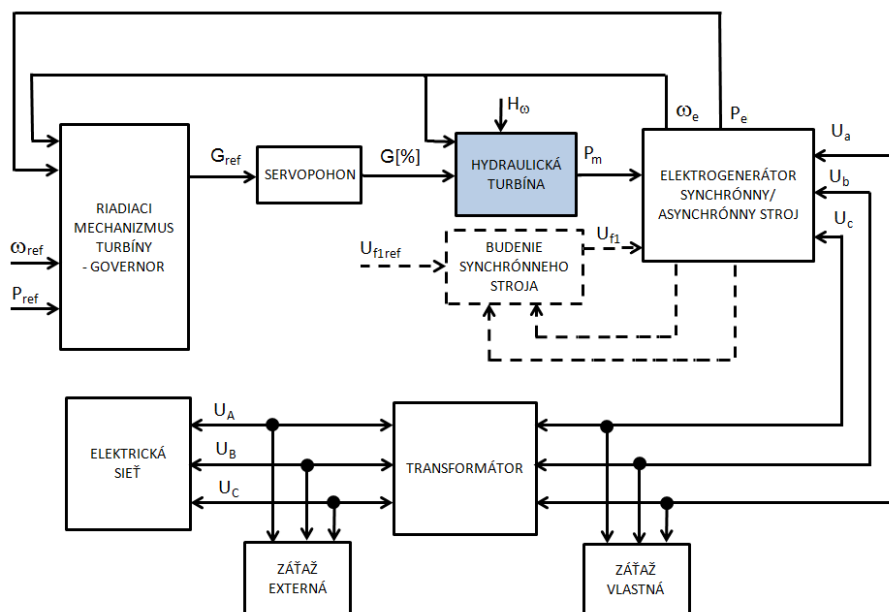 ωe
Pe
Hω
Ua
Gref
G[%]
Pm
Ub
Uc
RIADIACI
MECHANIZMUS
TURBÍNY
- GOVERNOR
SERVOPOHON
HYDRAULICKÁ
TURBÍNA
ELEKTROGENERÁTOR
SYNCHRÓNNY/
ASYNCHRÓNNY STROJ
ωref
Pref
Uf1ref
BUDENIE
SYNCHRÓNNEHO
STROJA
Uf1
ELEKTRICKÁ
SIEŤ
UA
UB
UC
TRANSFORMÁTOR
ZÁŤAŽ
EXTERNÁ
ZÁŤAŽ
VLASTNÁ